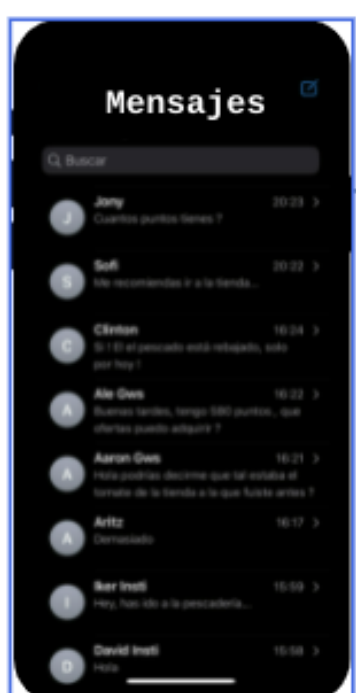 Mensajes
Buscar
Jony 20:23
J
Cuantos puntos tienes ?
Sofi 20:22
S
Me recomiendas ir a la tienda...
Clinton 16:24
C
Si ! El el pescado está rebajado, solo
por hoy !
Ale Gws 16:22
A
Buenas tardes, tengo 580 puntos , que
ofertas puedo adquirir ?
Aaron Gws 16:21
A
Hola podrías decirme que tal estaba el
tomate de la tienda a la que fuiste antes ?
Aritz 16:17
A
Demasiado
Iker Insti 15:59
I
Hey, has ido a la pescadería...
David Insti 15:58
D
Hola